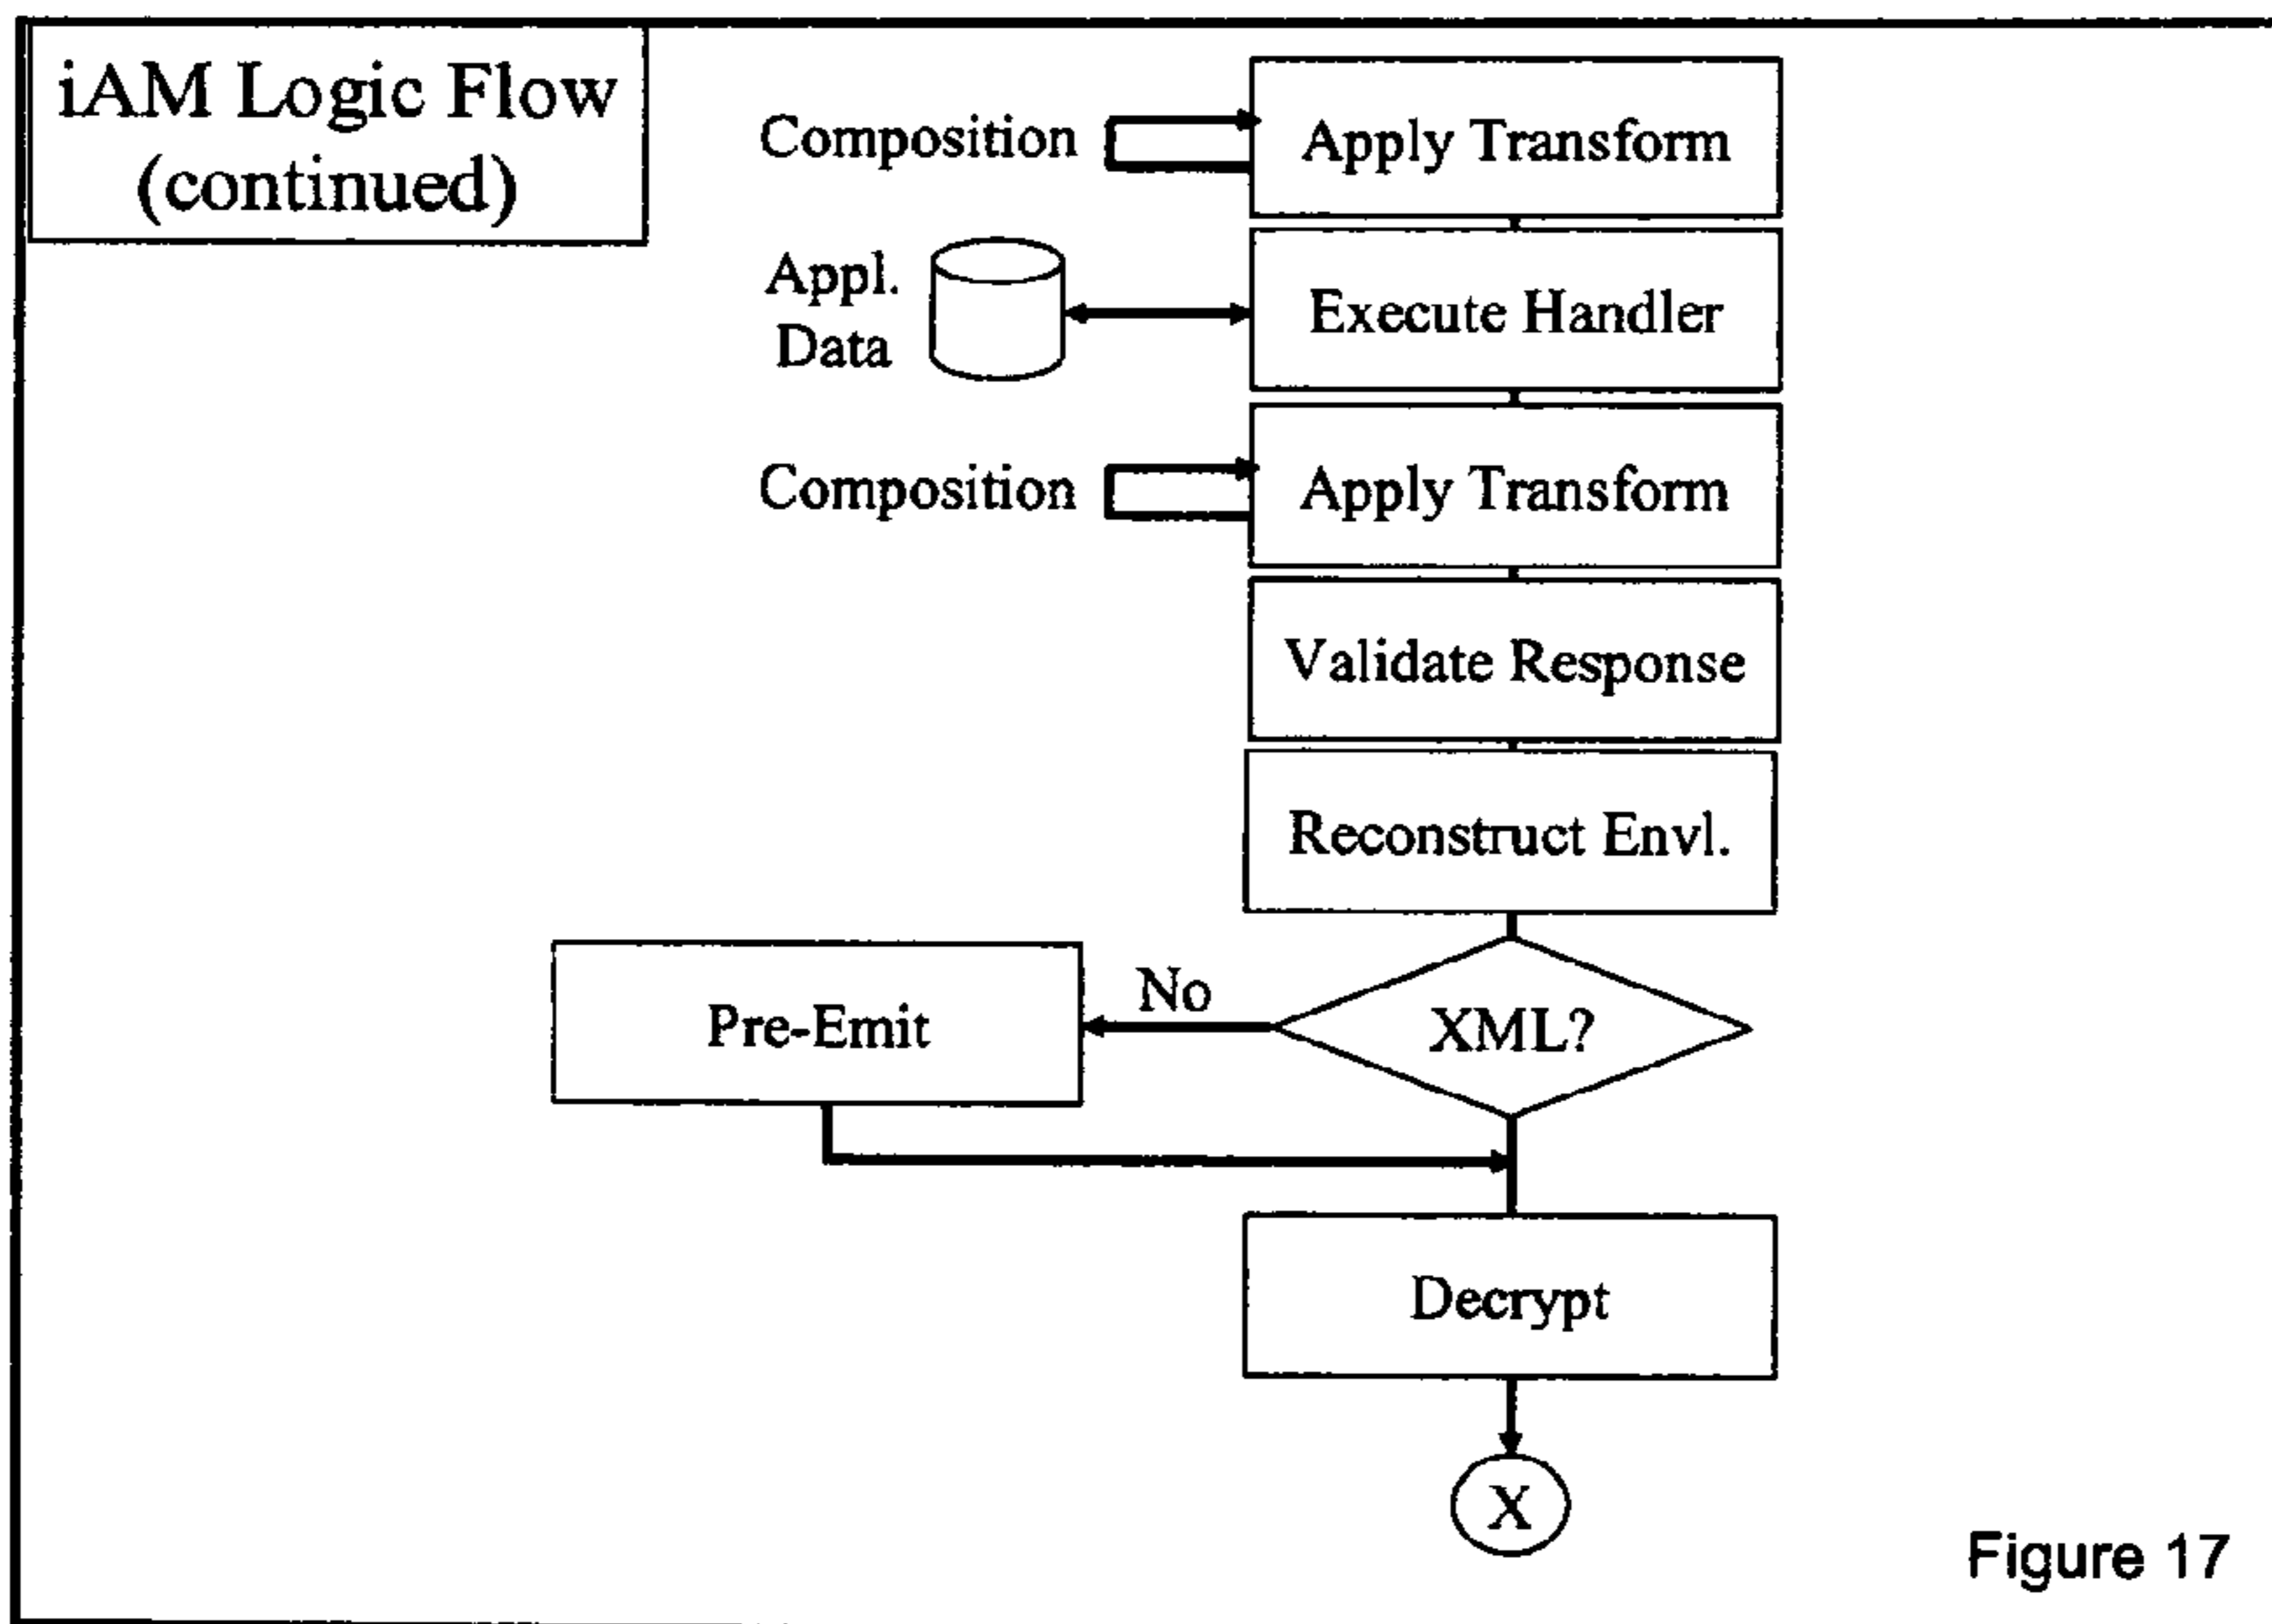 iAM Logic Flow
(continued)
Composition
Apply Transform
Appl.
Data
Execute Handler
Composition
Apply Transform
Validate Response
Reconstruct Envl.
Pre-Emit
No
XML?
Decrypt
X
Figure 17